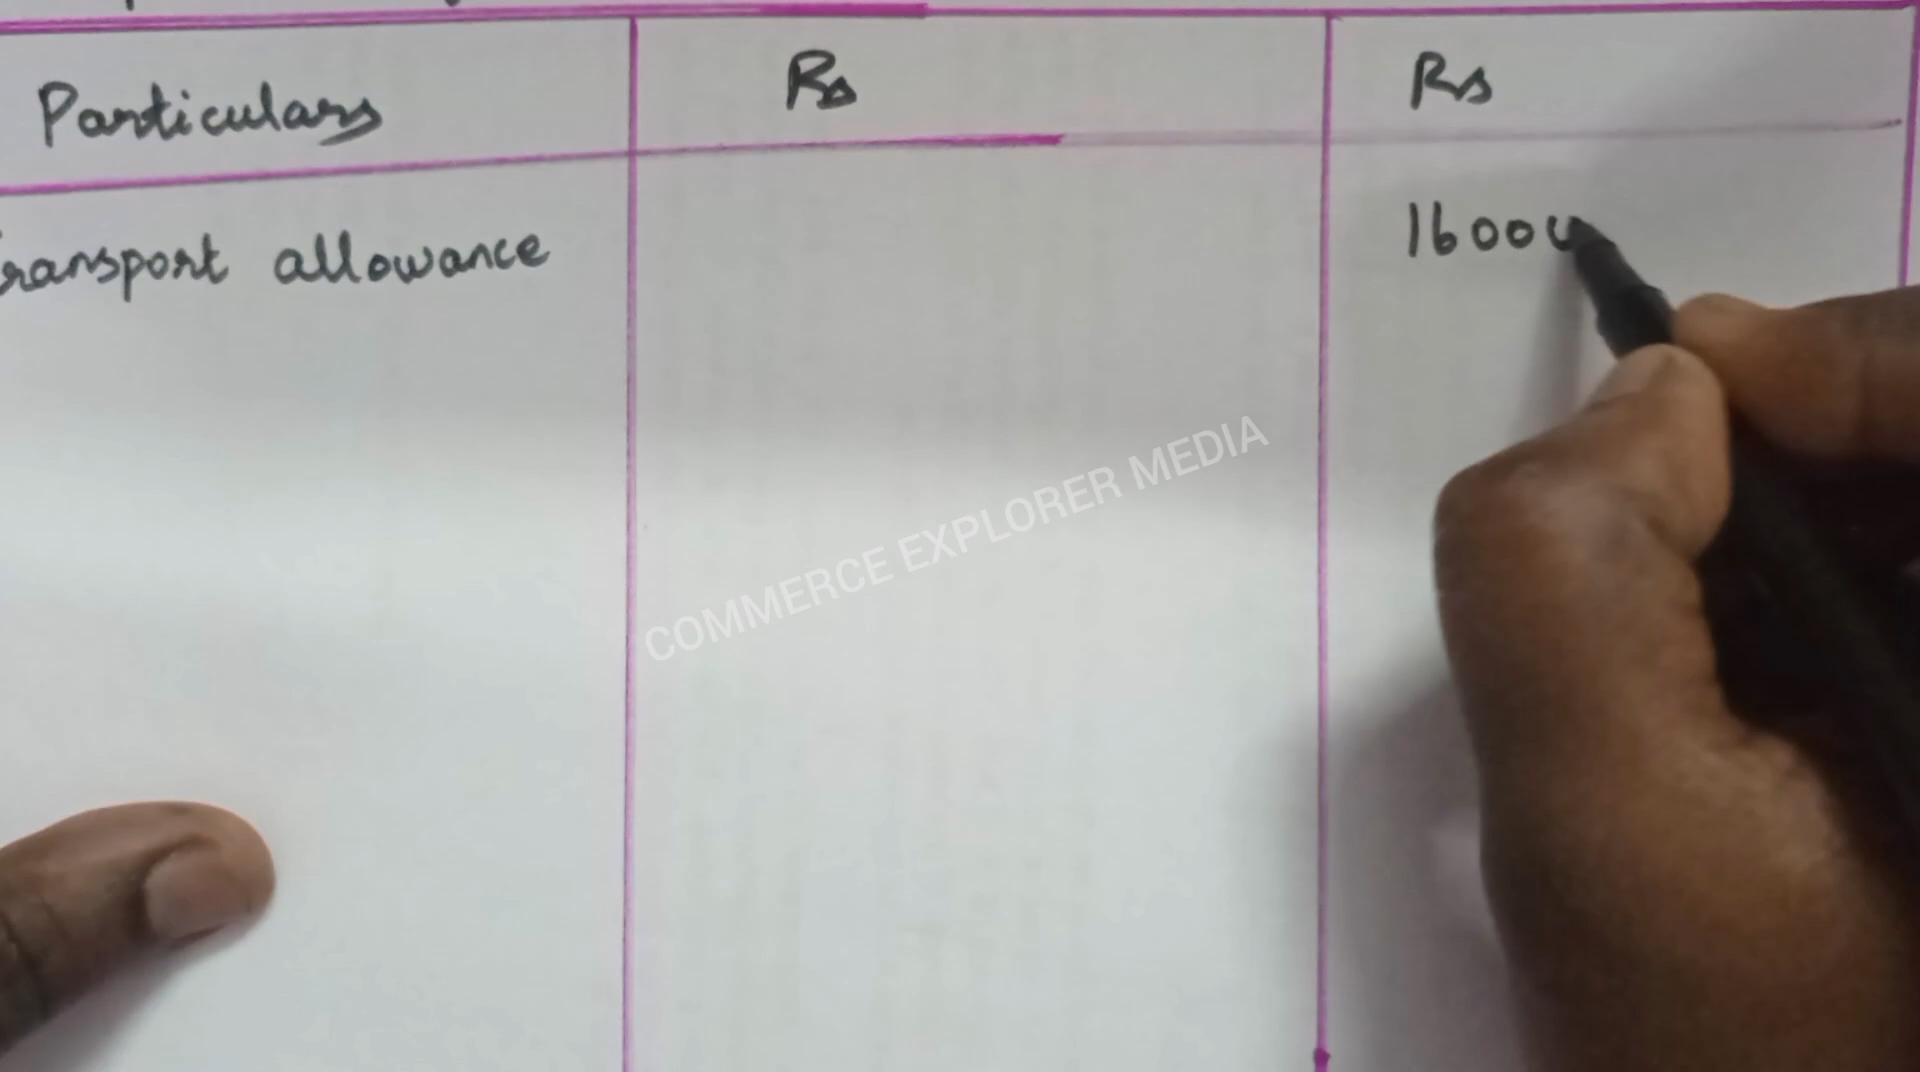 Particulars Rs Rs
ransport allowance 1600
COMMERCE EXPLORER MEDIA